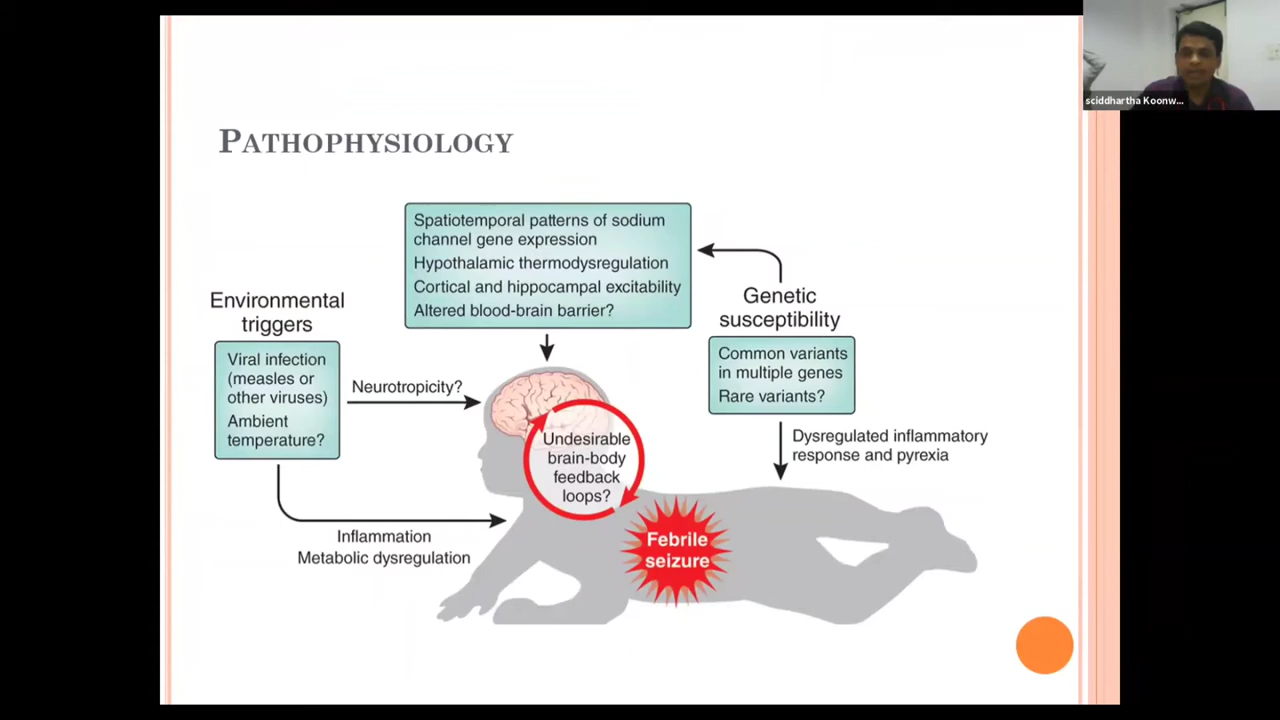 sciddhartha Koonw...
PATHOPHYSIOLOGY
Spatiotemporal patterns of sodium
channel gene expression
Hypothalamic thermodysregulation
Cortical and hippocampal excitability
Altered blood-brain barrier?
Environmental
triggers
Viral infection
(measles or
other viruses)
Ambient
temperature?
Neurotropicity?
Inflammation
Metabolic dysregulation
Undesirable
brain-body
feedback
loops?
Febrile
seizure
Genetic
susceptibility
Common variants
in multiple genes
Rare variants?
Dysregulated inflammatory
response and pyrexia